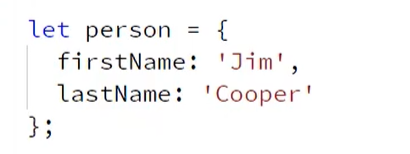 let person = {
  firstName: 'Jim',
  lastName: 'Cooper'
};